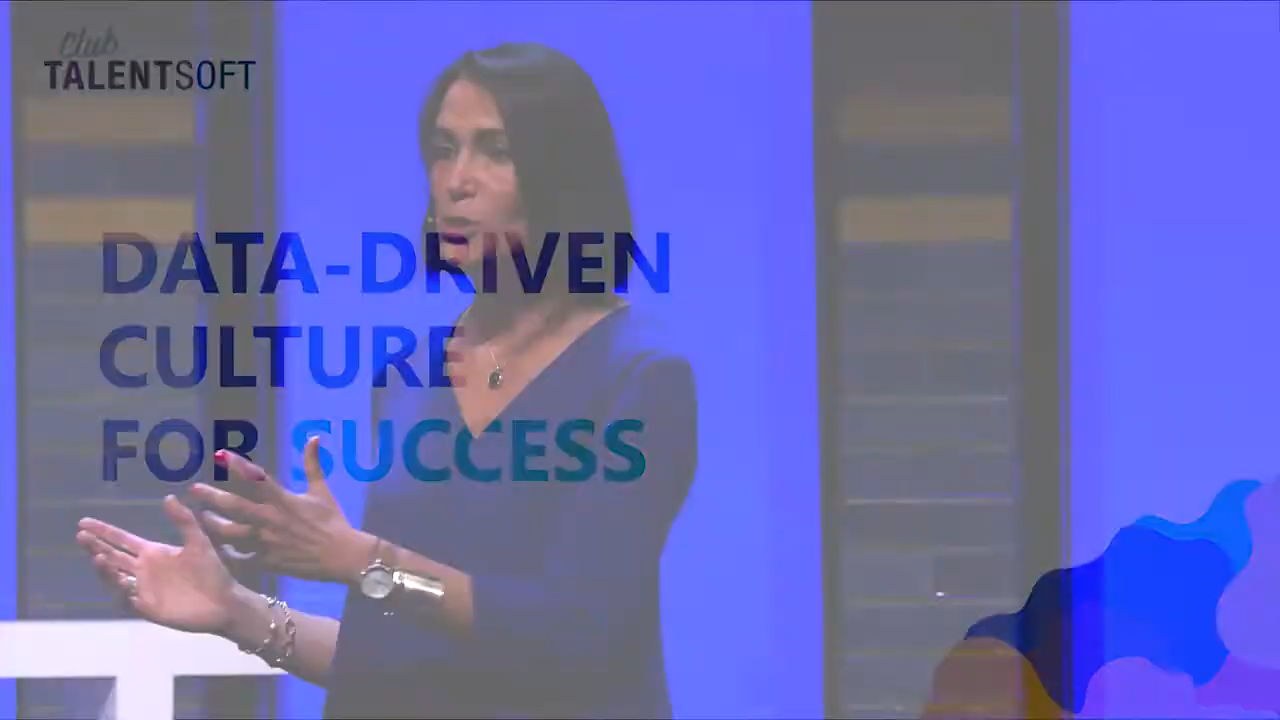 Club
TALENTSOFT
DATA-DRIVEN
CULTURE
FOR SUCCESS